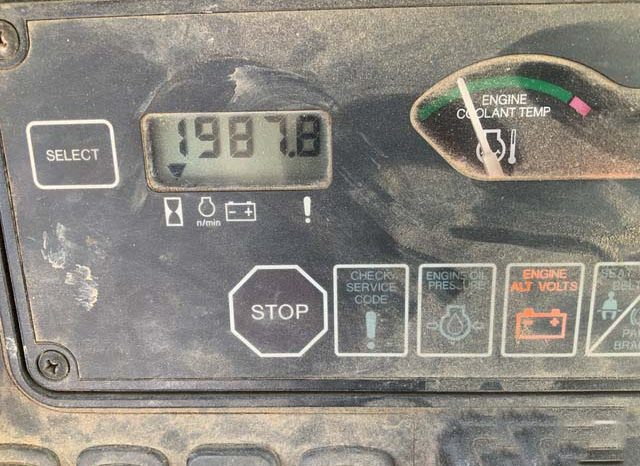 SELECT
1987.8
n/min
ENGINE
COOLANT TEMP
STOP
CHECK
SERVICE
CODE
ENGINE OIL
PRESSURE
ENGINE
ALT VOLTS